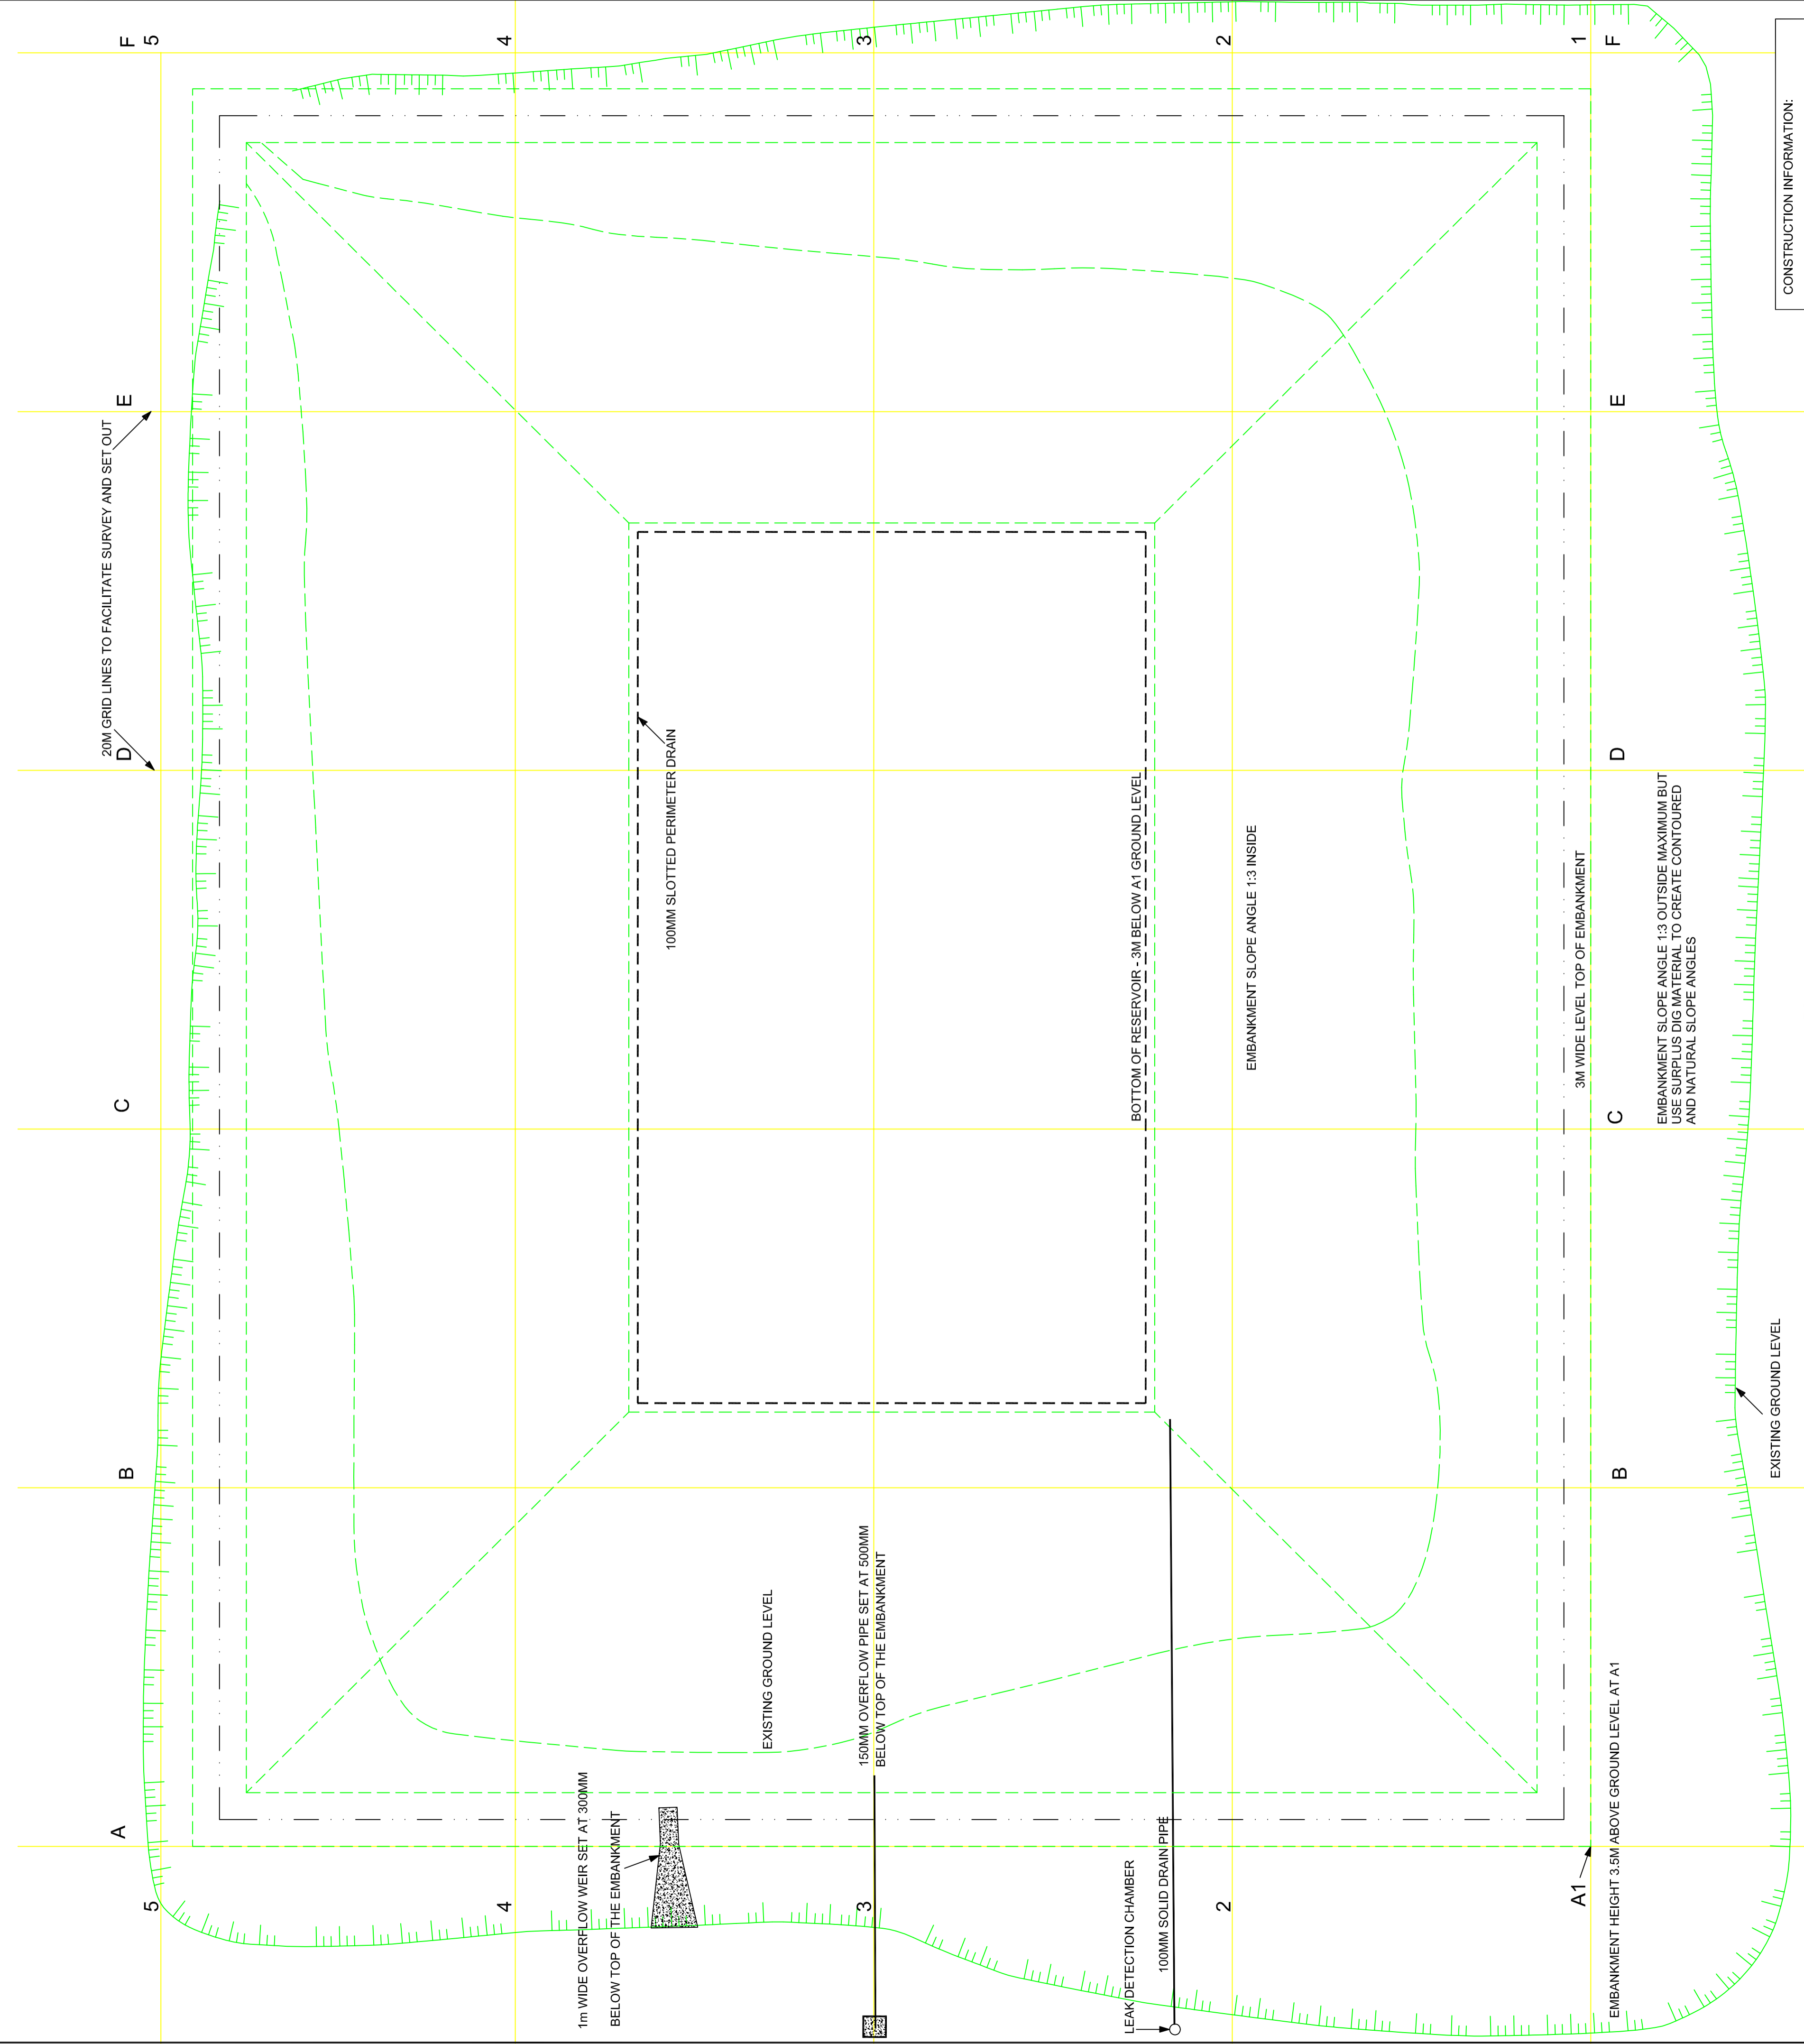 F
5
4
3
2
1
F
20M GRID LINES TO FACILITATE SURVEY AND SET OUT
E
E
D
D
C
C
B
B
A
5
4
3
2
A1
100MM SLOTTED PERIMETER DRAIN
BOTTOM OF RESERVOIR - 3M BELOW A1 GROUND LEVEL
EMBANKMENT SLOPE ANGLE 1:3 INSIDE
3M WIDE LEVEL TOP OF EMBANKMENT
EMBANKMENT SLOPE ANGLE 1:3 OUTSIDE MAXIMUM BUT
USE SURPLUS DIG MATERIAL TO CREATE CONTOURED
AND NATURAL SLOPE ANGLES
CONSTRUCTION INFORMATION:
1m WIDE OVERFLOW WEIR SET AT 300MM
BELOW TOP OF THE EMBANKMENT
EXISTING GROUND LEVEL
150MM OVERFLOW PIPE SET AT 500MM
BELOW TOP OF THE EMBANKMENT
LEAK DETECTION CHAMBER
100MM SOLID DRAIN PIPE
EMBANKMENT HEIGHT 3.5M ABOVE GROUND LEVEL AT A1
EXISTING GROUND LEVEL